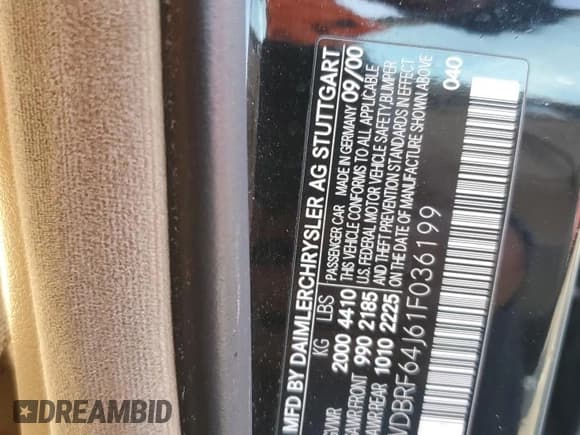 MFD BY DAIMLERCHRYSLER AG STUTTGART
KG LBS PASSENGER CAR MADE IN GERMANY 09/00
GVWR 2000 4410 THIS VEHICLE CONFORMS TO ALL APPLICABLE
GAWR:FRONT 990 2185 U.S. FEDERAL MOTOR VEHICLE SAFETY, BUMPER
GAWR:REAR 1010 2225 AND THEFT PREVENTION STANDARDS IN EFFECT
ON THE DATE OF MANUFACTURE SHOWN ABOVE
WDBRF64J61F036199 040
DREAMBID